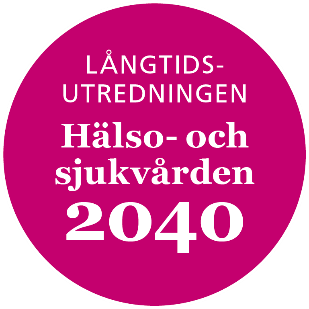 LÅNGTIDS-
UTREDNINGEN
Hälso- och
sjukvården
2040